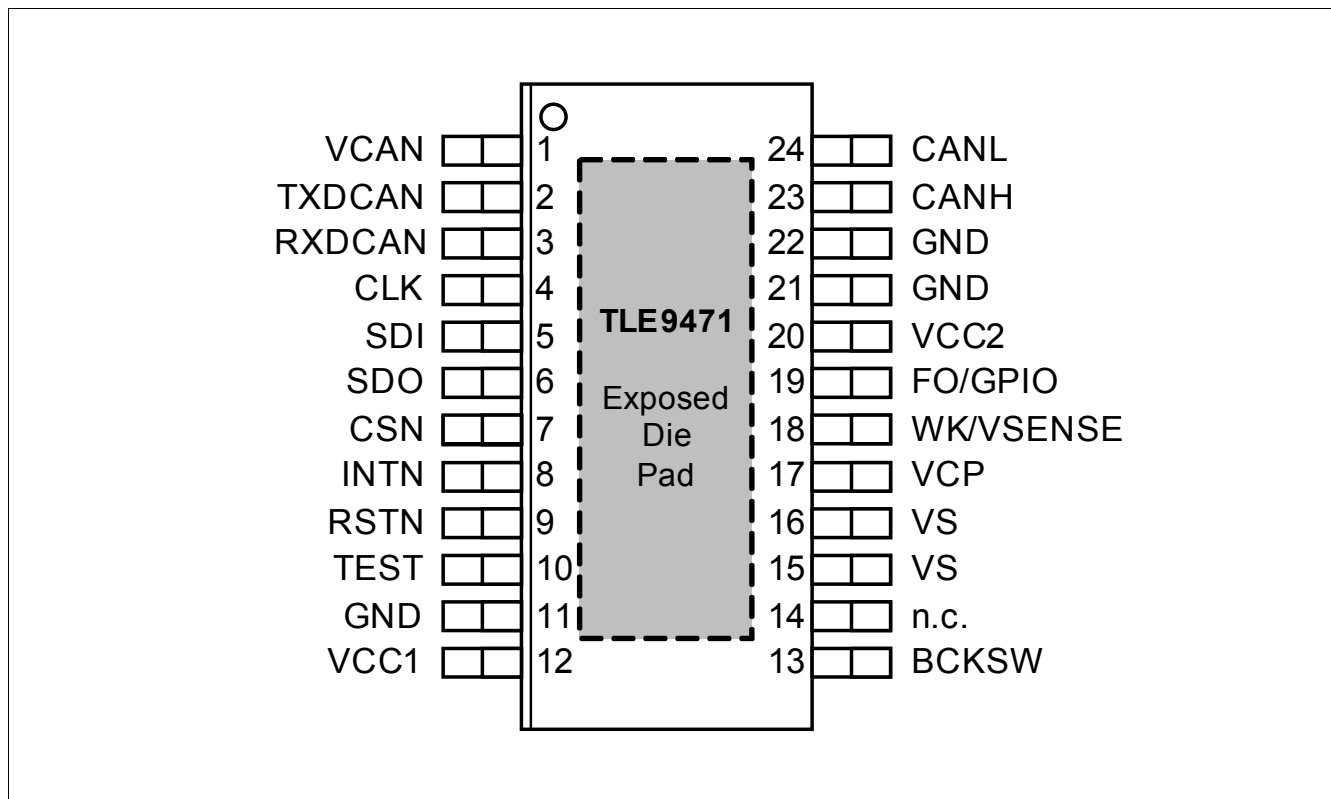 VCAN 1 24 CANL
TXDCAN 2 23 CANH
RXDCAN 3 22 GND
CLK 4 21 GND
TLE9471
SDI 5 20 VCC2
SDO 6 19 FO/GPIO
Exposed
CSN 7 18 WK/VSENSE
Die
INTN 8 17 VCP
Pad
RSTN 9 16 VS
TEST 10 15 VS
GND 11 14 n.c.
VCC1 12 13 BCKSW